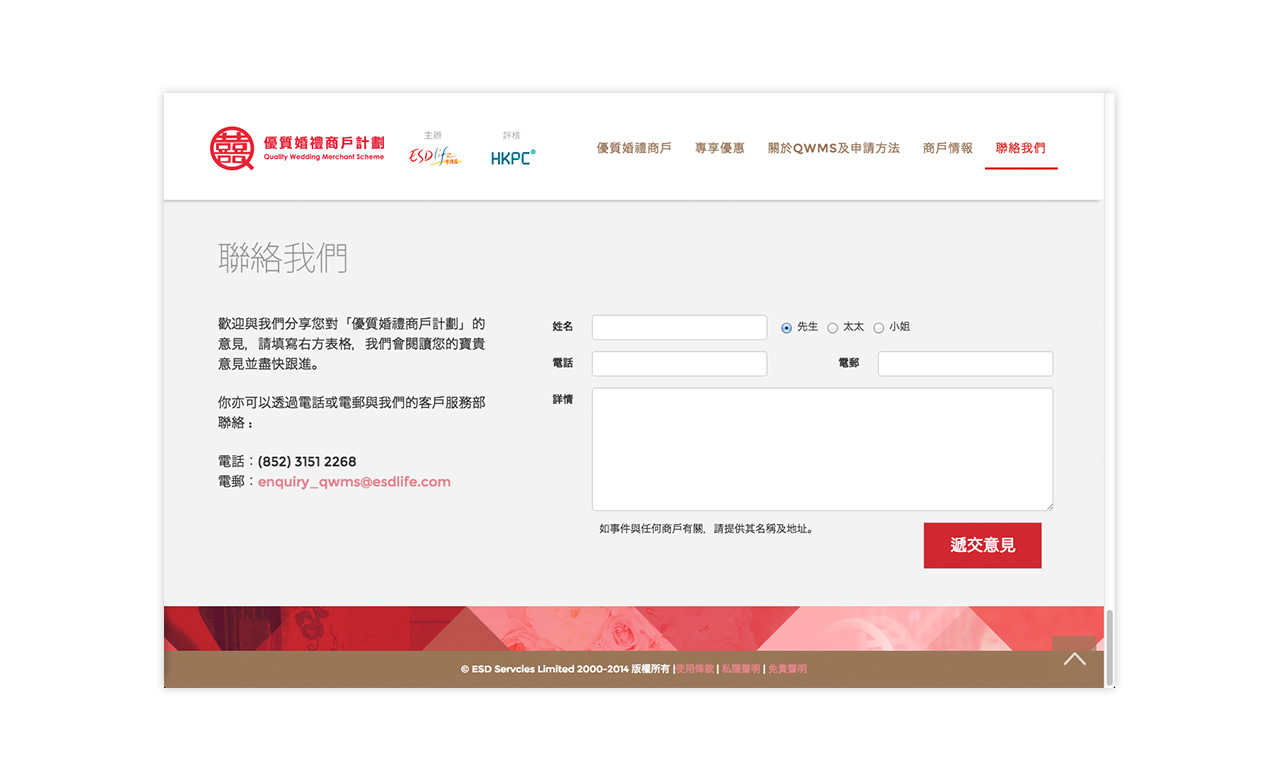 優質婚禮商戶計劃
Quality Wedding Merchant Scheme
主辦
ESDlife
評核
HKPC
優質婚禮商戶 專享優惠 關於QWMS及申請方法 商戶情報 聯絡我們
聯絡我們
歡迎與我們分享您對「優質婚禮商戶計劃」的
意見，請填寫右方表格，我們會閱讀您的寶貴
意見並盡快跟進。
你亦可以透過電話或電郵與我們的客戶服務部
聯絡：
電話：(852) 3151 2268
電郵：enquiry_qwms@esdlife.com
姓名 先生 太太 小姐
電話 電郵
詳情
如事件與任何商戶有關，請提供其名稱及地址。
遞交意見
© ESD Servcies Limited 2000-2014 版權所有 |使用條款 | 私隱聲明 | 免責聲明